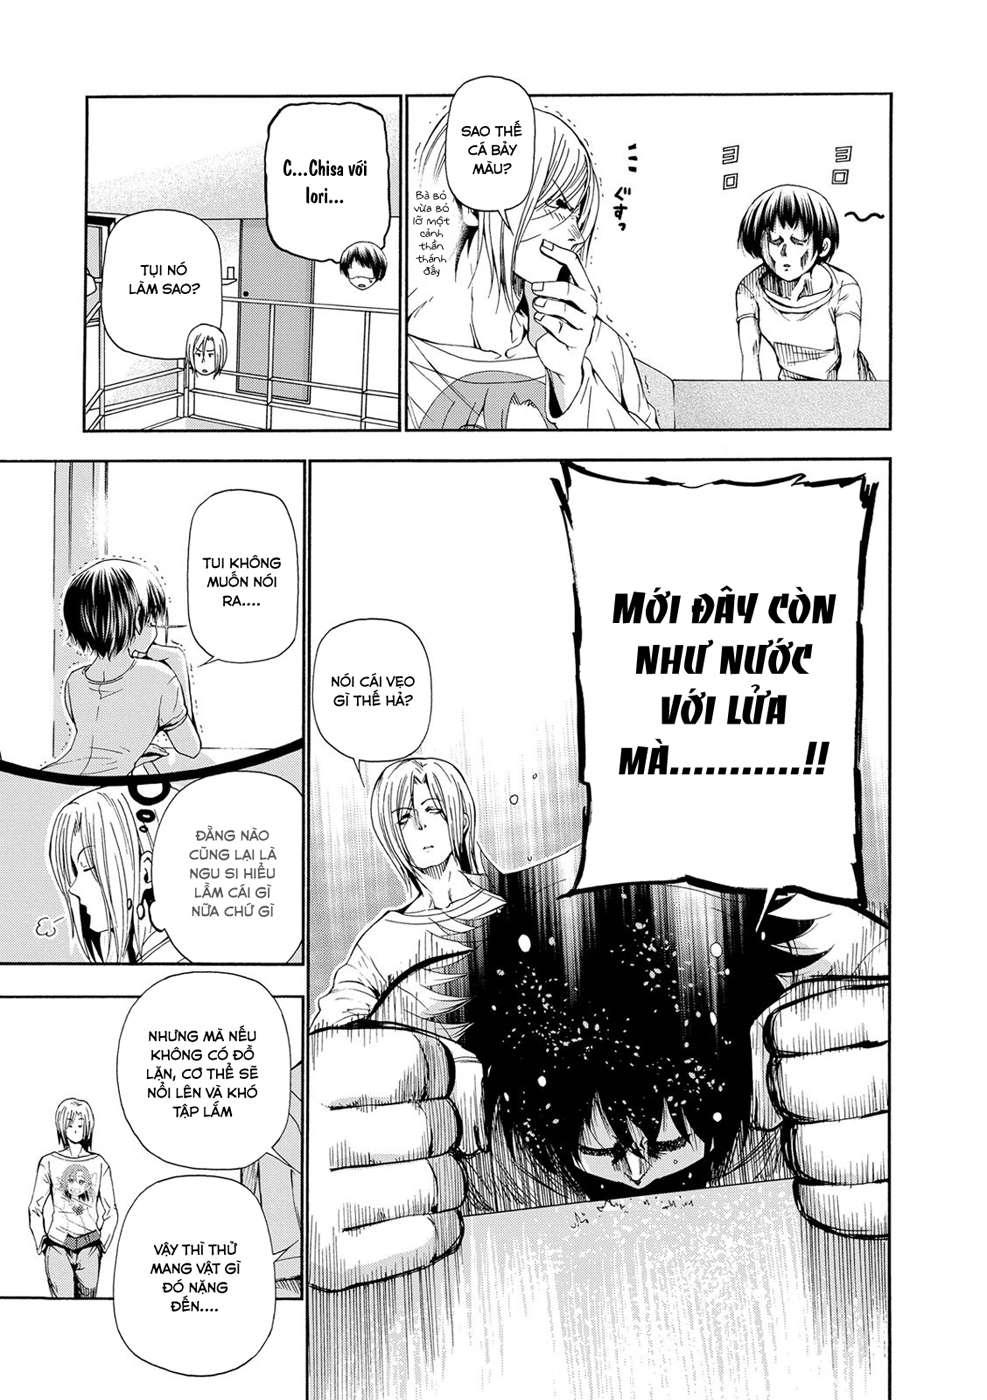 ヨロ
ヨロ
SAO THẾ
CÁ BẢY
MÀU?
Bà bỏ
vừa bỏ
lỡ một
cảnh
thần
thánh
đấy
ぐすっ
C...Chisa với
Iori...
TỤI NÓ
LÀM SAO?
MỚI ĐÂY CÒN
NHƯ NƯỚC
VỚI LỬA
MÀ............!!
NÓI CÁI VẸO
GÌ THẾ HẢ?
TUI KHÔNG
MUỐN NÓI
RA....
ĐẰNG NÀO
CŨNG LẠI LÀ
NGU SI HIỂU
LẦM CÁI GÌ
NỮA CHỨ GÌ
NHƯNG MÀ NẾU
KHÔNG CÓ ĐỒ
LẶN, CƠ THỂ SẼ
NỔI LÊN VÀ KHÓ
TẬP LẮM
VẬY THÌ THỬ
MANG VẬT GÌ
ĐÓ NẶNG
ĐẾN....